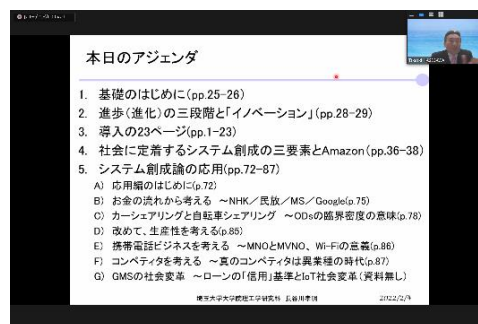 本日のアジェンダ
1. 基礎のはじめに(pp.25-26)
2. 進歩(進化)の三段階と「イノベーション」(pp.28-29)
3. 導入の23ページ(pp.1-23)
4. 社会に定着するシステム創成の三要素とAmazon(pp.36-38)
5. システム創成論の応用(pp.72-87)
A) 応用編のはじめに(p.72)
B) お金の流れから考える ～NHK/民放/MS/Google(p.75)
C) カーシェアリングと自転車シェアリング ～ODsの臨界密度の意味(p.78)
D) 改めて、生産性を考える(p.85)
E) 携帯電話ビジネスを考える ～MNOとMVNO、Wi-Fiの意義(p.86)
F) コンペティタを考える ～真のコンペティタは異業種の時代(p.87)
G) GMSの社会変革 ～ローンの「信用」基準とIoT社会変革(資料無し)
埼玉大学大学院理工学研究科 長谷川孝明